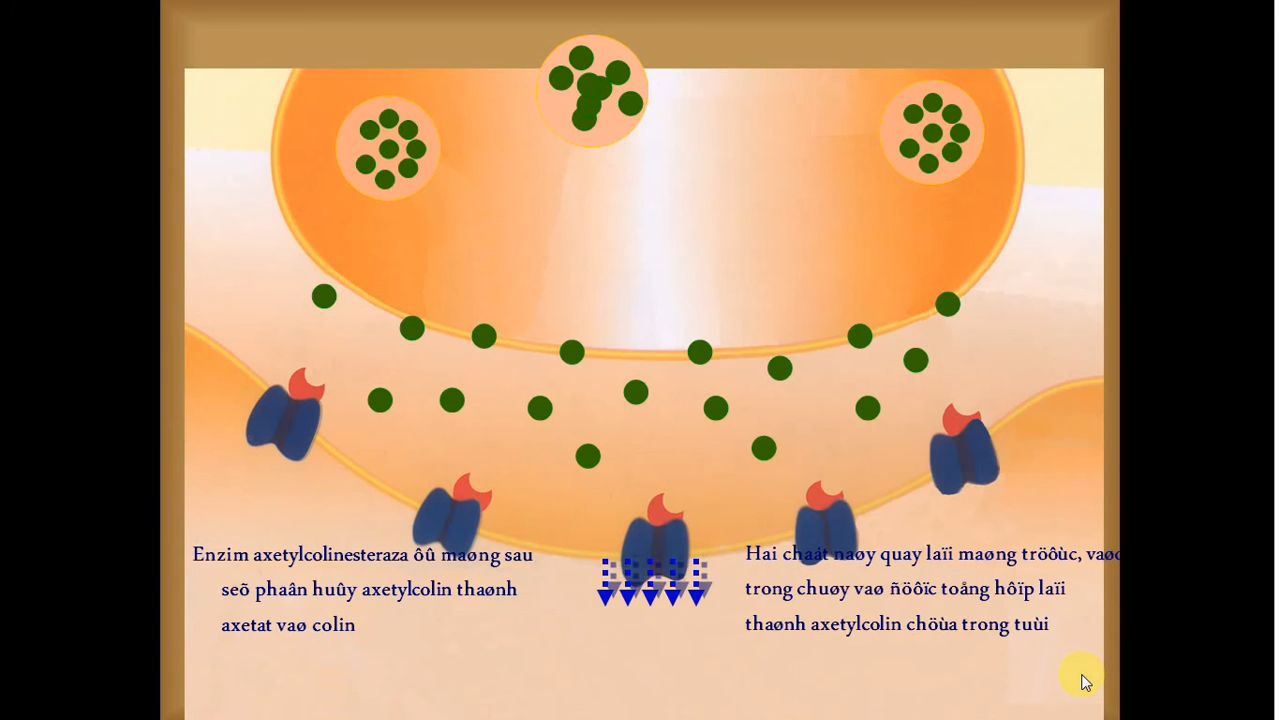 Enzim axetylcolinesteraza ôû maøng sau
seõ phaân huûy axetylcolin thaønh
axetat vaø colin
Hai chaát naøy quay laïi maøng tröôùc, vaøo
trong chuøy vaø ñöôïc toång hôïp laïi
thaønh axetylcolin chöùa trong tuùi